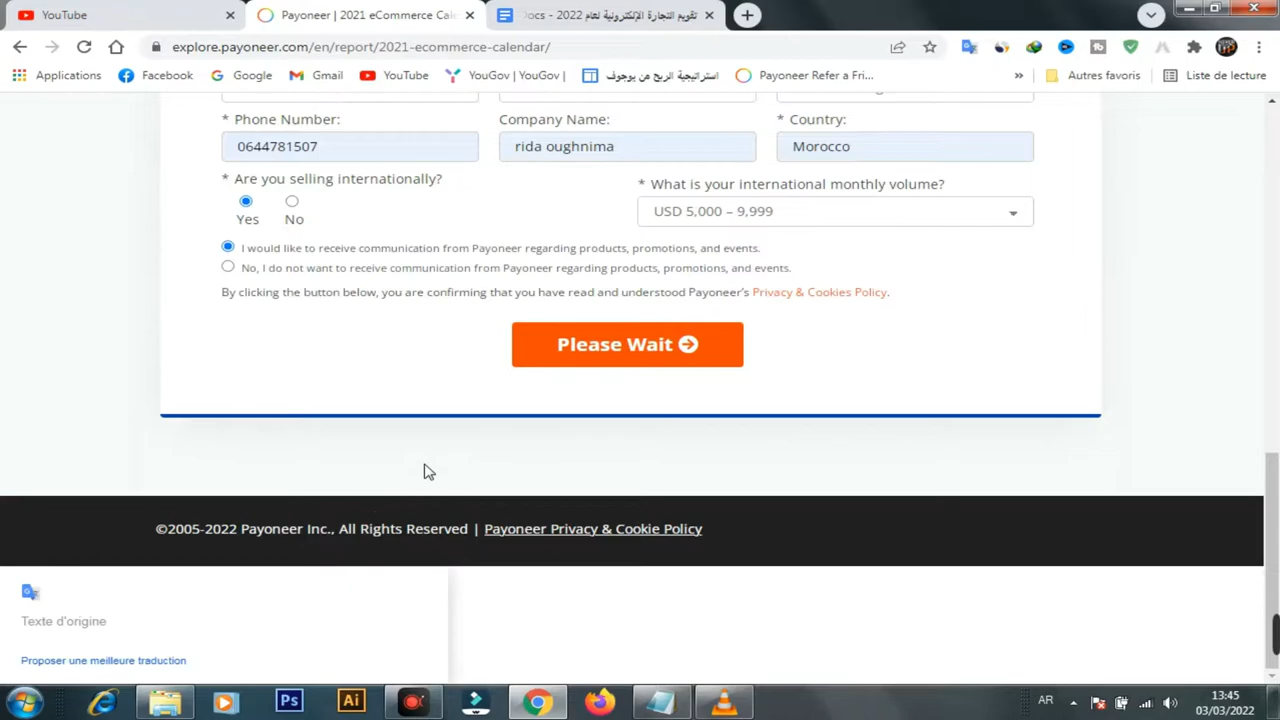 YouTube
Payoneer | 2021 eCommerce Cale
Docs - 2022 تقويم التجارة الإلكترونية لعام
explore.payoneer.com/en/report/2021-ecommerce-calendar/
Applications Facebook Google Gmail YouTube YouGov | YouGov | استراتيجية الربح من يوجوف Payoneer Refer a Fri... » Autres favoris Liste de lecture
* Phone Number: Company Name: * Country:
0644781507 rida oughnima Morocco
* Are you selling internationally? * What is your international monthly volume?
Yes No USD 5,000 – 9,999
I would like to receive communication from Payoneer regarding products, promotions, and events.
No, I do not want to receive communication from Payoneer regarding products, promotions, and events.
By clicking the button below, you are confirming that you have read and understood Payoneer's Privacy & Cookies Policy.
Please Wait
©2005-2022 Payoneer Inc., All Rights Reserved | Payoneer Privacy & Cookie Policy
Texte d'origine
Proposer une meilleure traduction
Ps Ai AR 13:45
03/03/2022